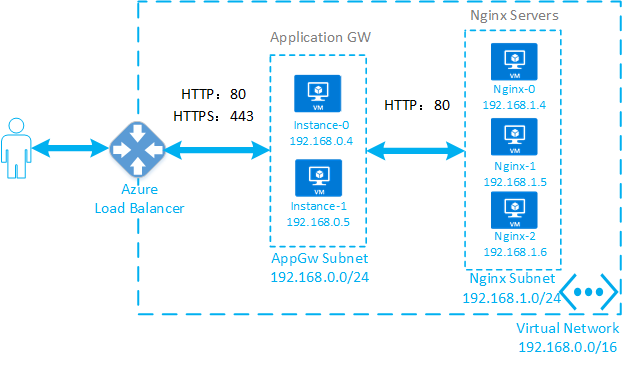 Nginx Servers
Application GW
HTTP：80
HTTPS：443
HTTP：80
VM
Instance-0
192.168.0.4
VM
Instance-1
192.168.0.5
VM
Nginx-0
192.168.1.4
VM
Nginx-1
192.168.1.5
VM
Nginx-2
192.168.1.6
Azure
Load Balancer
AppGw Subnet
192.168.0.0/24
Nginx Subnet
192.168.1.0/24
Virtual Network
192.168.0.0/16